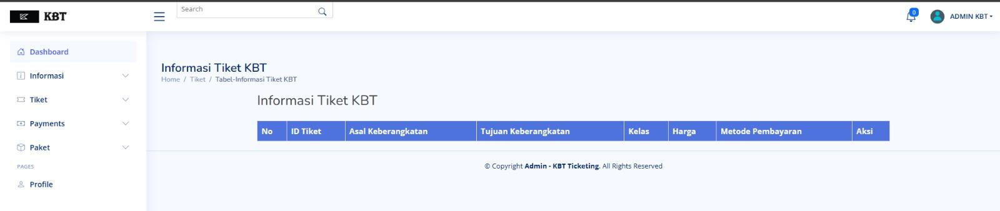 KBT
Search
0
ADMIN KBT
Dashboard
Informasi
Tiket
Payments
Paket
PAGES
Profile
Informasi Tiket KBT
Home / Tiket / Tabel-Informasi Tiket KBT
Informasi Tiket KBT
No ID Tiket Asal Keberangkatan Tujuan Keberangkatan Kelas Harga Metode Pembayaran Aksi
© Copyright Admin - KBT Ticketing. All Rights Reserved